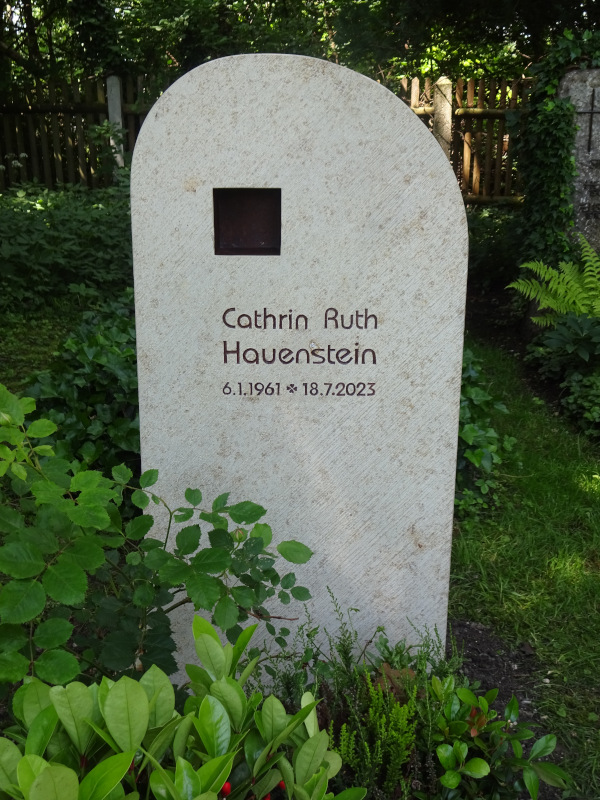 Cathrin Ruth
Hauenstein
6.1.1961 ✤ 18.7.2023